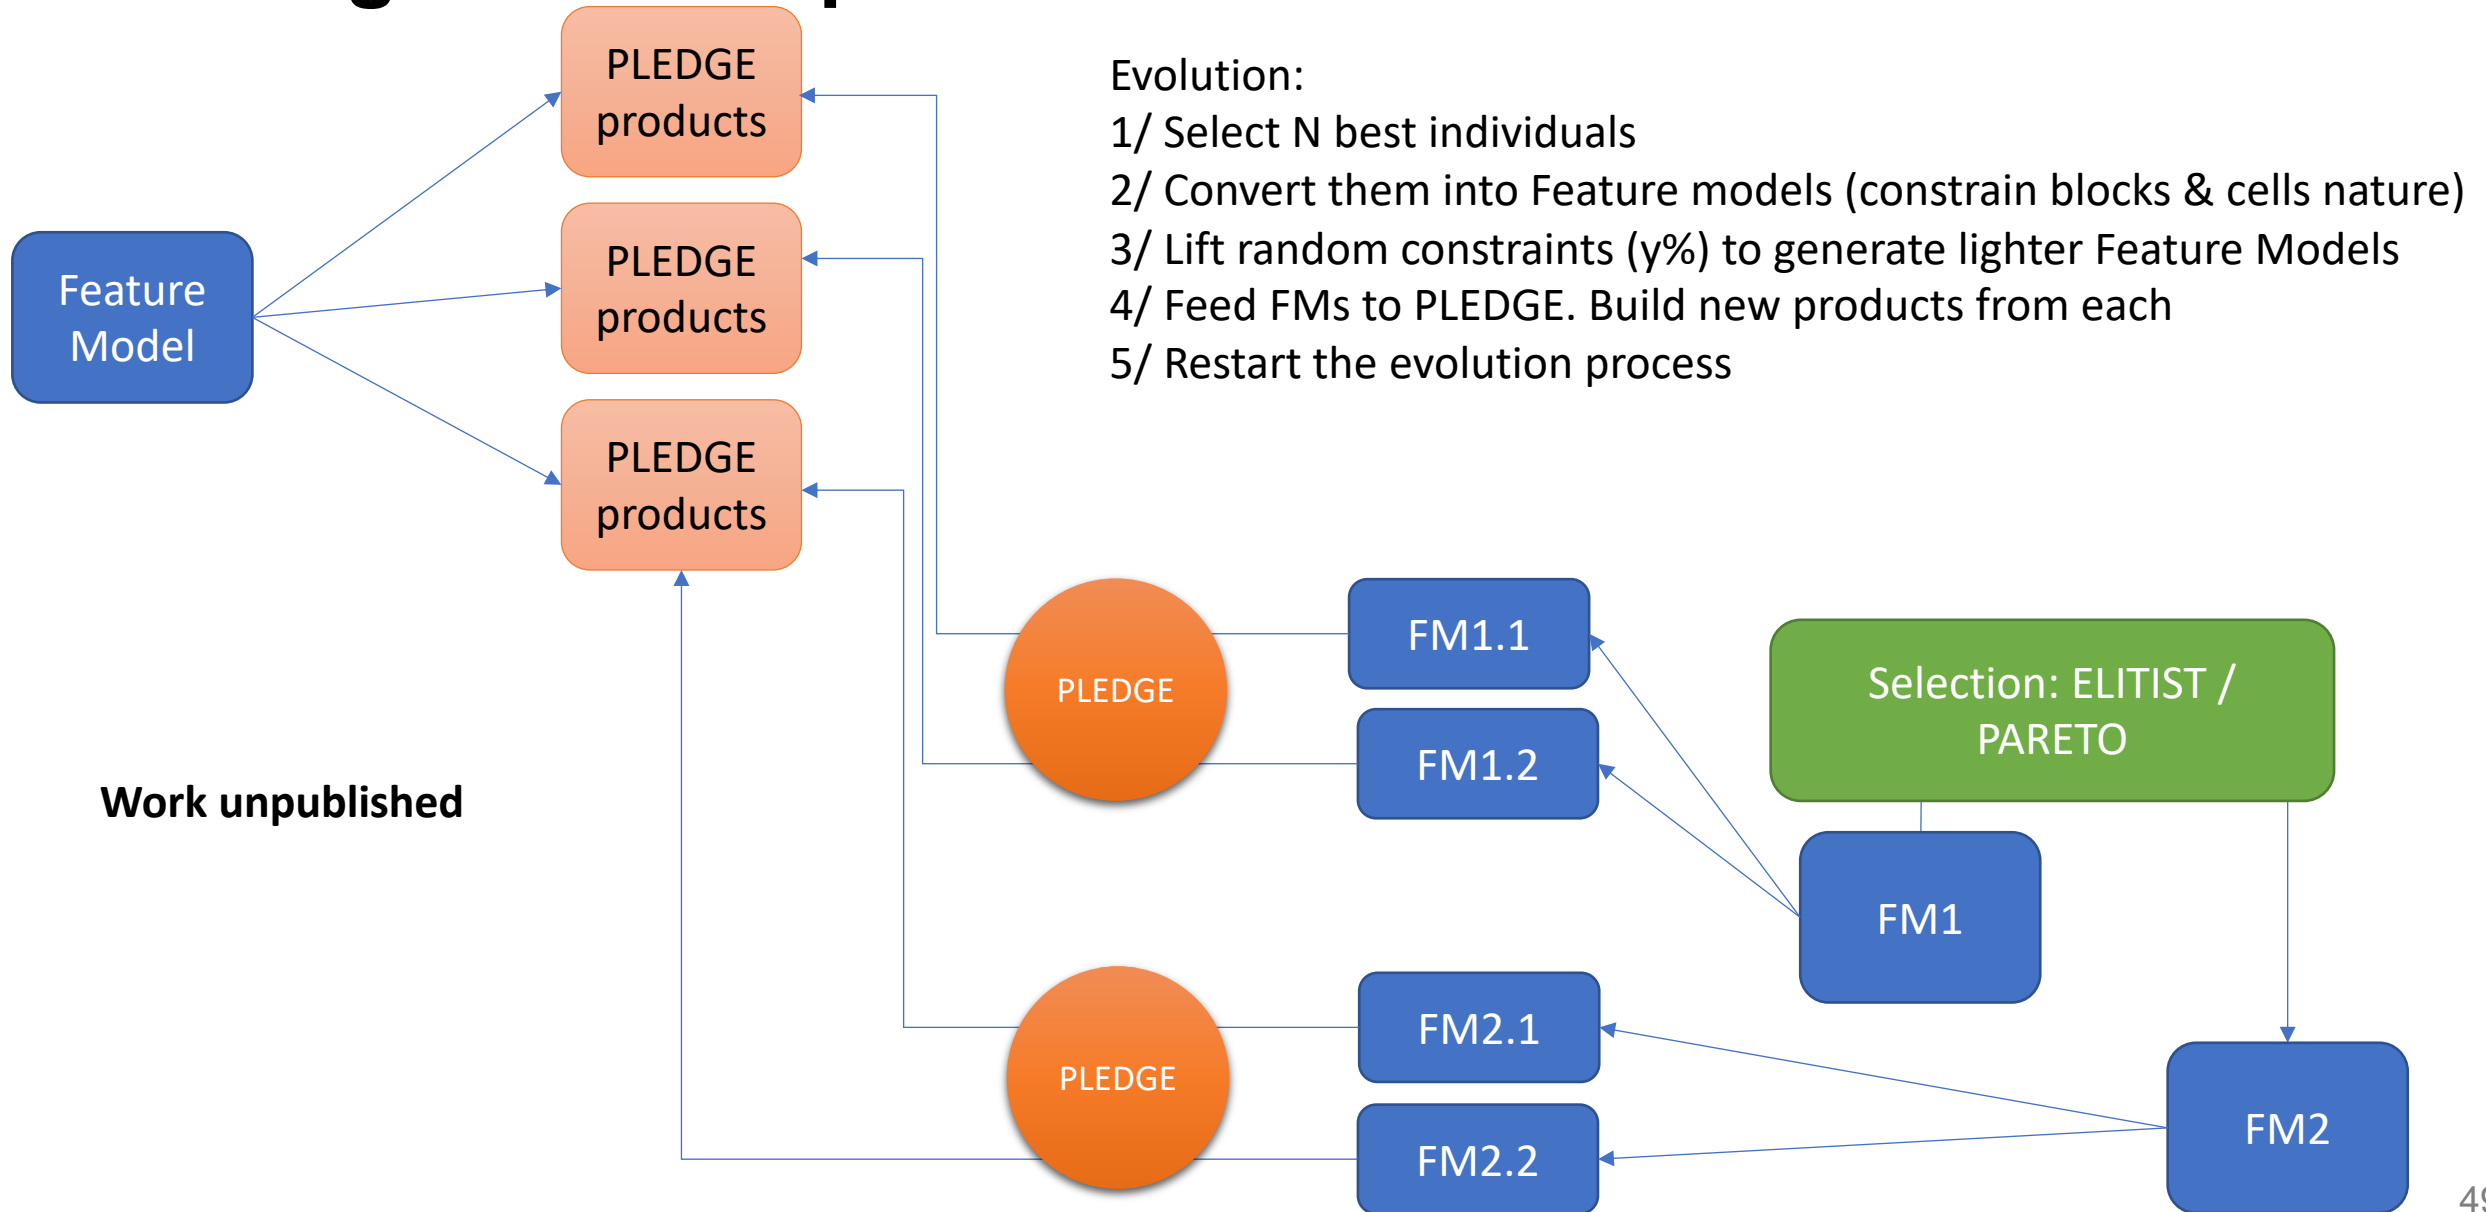 PLEDGE
products
Evolution:
1/ Select N best individuals
2/ Convert them into Feature models (constrain blocks & cells nature)
3/ Lift random constraints (y%) to generate lighter Feature Models
4/ Feed FMs to PLEDGE. Build new products from each
5/ Restart the evolution process
PLEDGE
products
Feature
Model
PLEDGE
products
FM1.1
PLEDGE
Selection: ELITIST /
PARETO
FM1.2
Work unpublished
FM1
FM2.1
PLEDGE
FM2
FM2.2
49